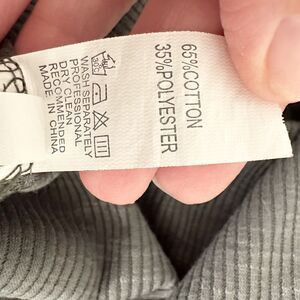 65%COTTON
35%POLYESTER
WASH SEPARATELY
PROFESSIONAL
DRY CLEAN
RECOMMENDED
MADE IN CHINA